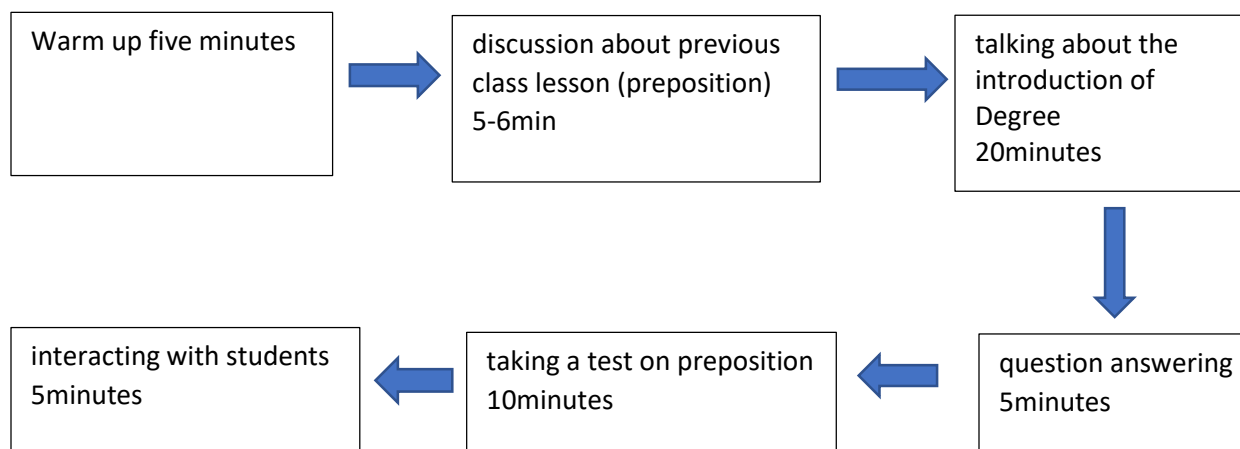 Warm up five minutes
discussion about previous
class lesson (preposition)
5-6min
talking about the
introduction of
Degree
20minutes
question answering
5minutes
taking a test on preposition
10minutes
interacting with students
5minutes